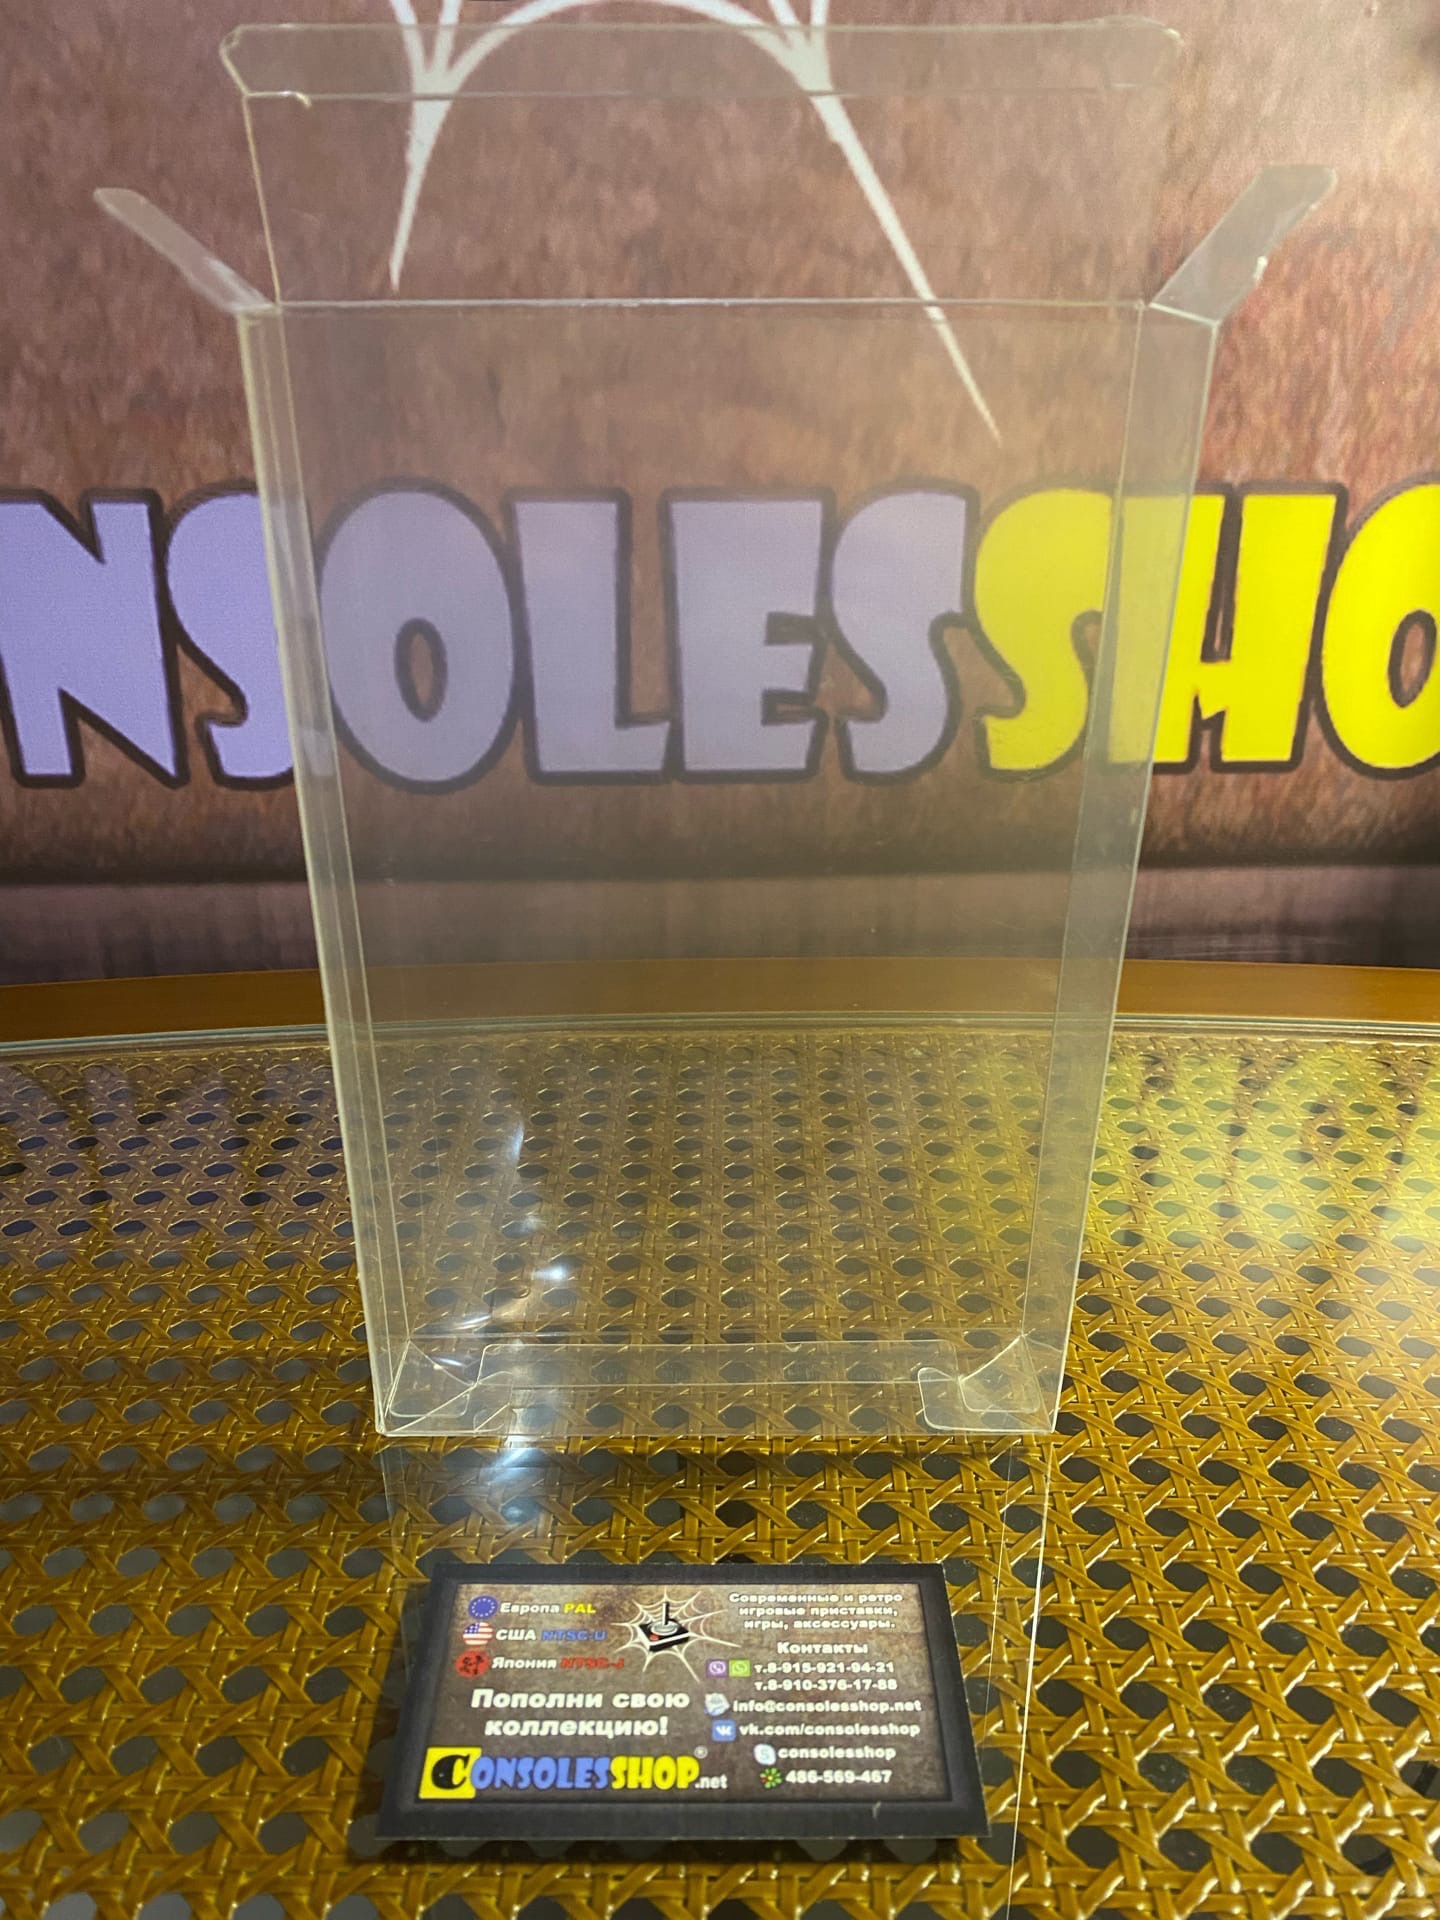 NSOLESSHO
Европа PAL
США NTSC-U
Япония NTSC-J
Пополни свою
коллекцию!
CONSOLESSHOP.net
®
Современные и ретро
игровые приставки,
игры, аксессуары.
Контакты
т.8-915-921-94-21
т.8-910-376-17-88
info@consolesshop.net
vk.com/consolesshop
consolesshop
486-569-467